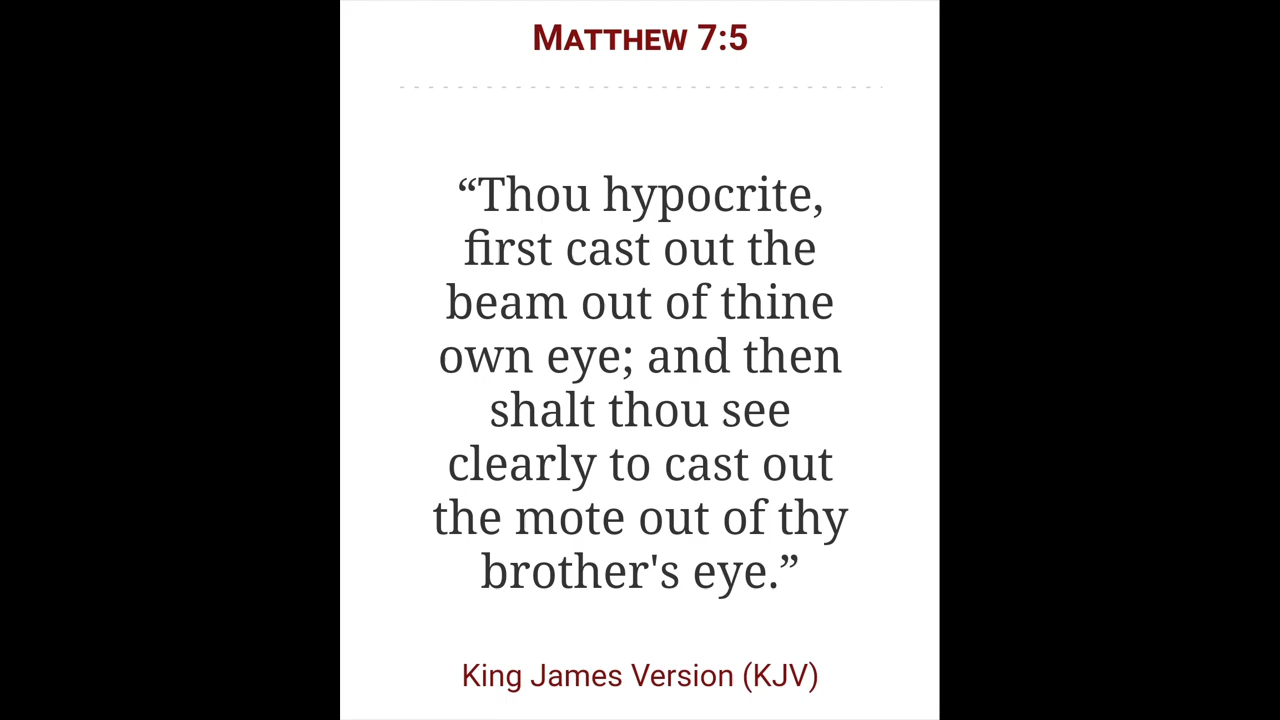 Matthew 7:5
“Thou hypocrite,
first cast out the
beam out of thine
own eye; and then
shalt thou see
clearly to cast out
the mote out of thy
brother's eye.”
King James Version (KJV)